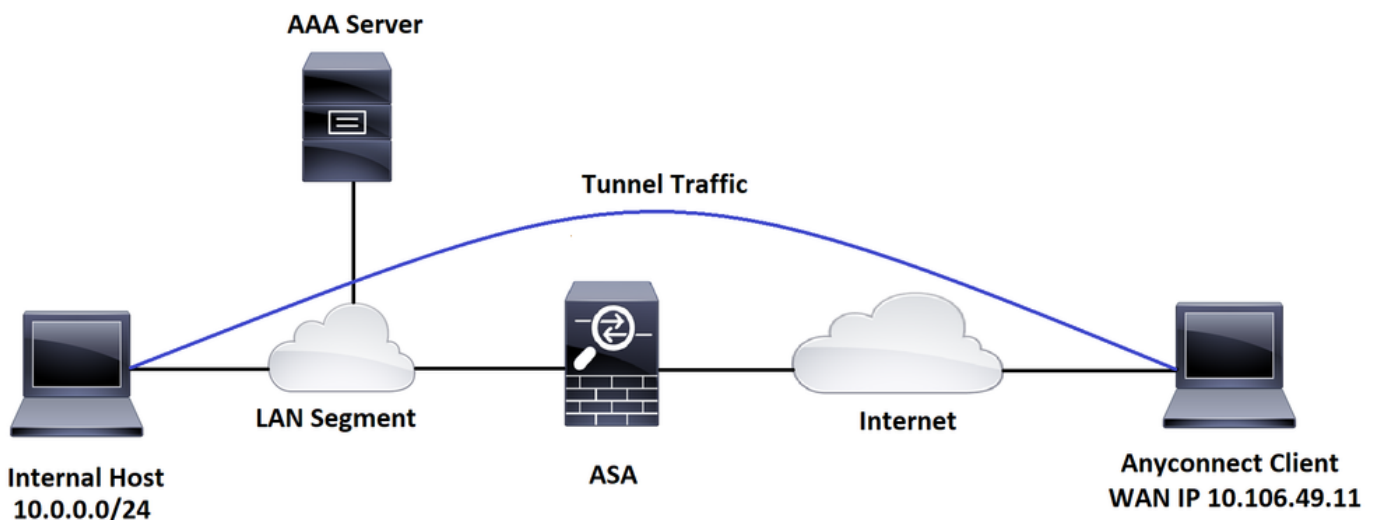 AAA Server
Tunnel Traffic
LAN Segment
Internet
ASA
Internal Host
10.0.0.0/24
Anyconnect Client
WAN IP 10.106.49.11